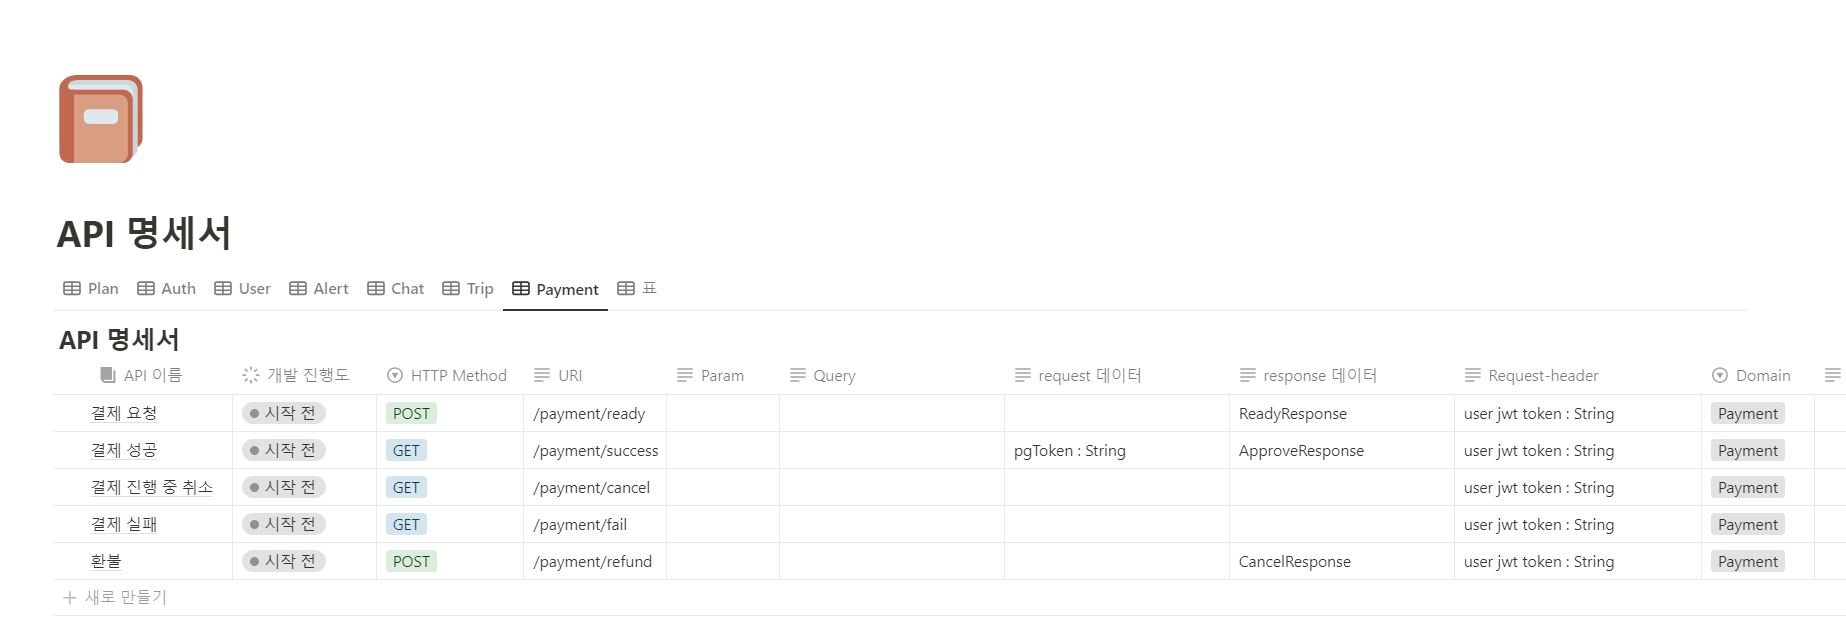 API 명세서
Plan Auth User Alert Chat Trip Payment 표
API 명세서
API 이름 개발 진행도 HTTP Method URI Param Query request 데이터 response 데이터 Request-header Domain
결제 요청 시작 전 POST /payment/ready ReadyResponse user jwt token : String Payment
결제 성공 시작 전 GET /payment/success pgToken : String ApproveResponse user jwt token : String Payment
결제 진행 중 취소 시작 전 GET /payment/cancel user jwt token : String Payment
결제 실패 시작 전 GET /payment/fail user jwt token : String Payment
환불 시작 전 POST /payment/refund CancelResponse user jwt token : String Payment
새로 만들기